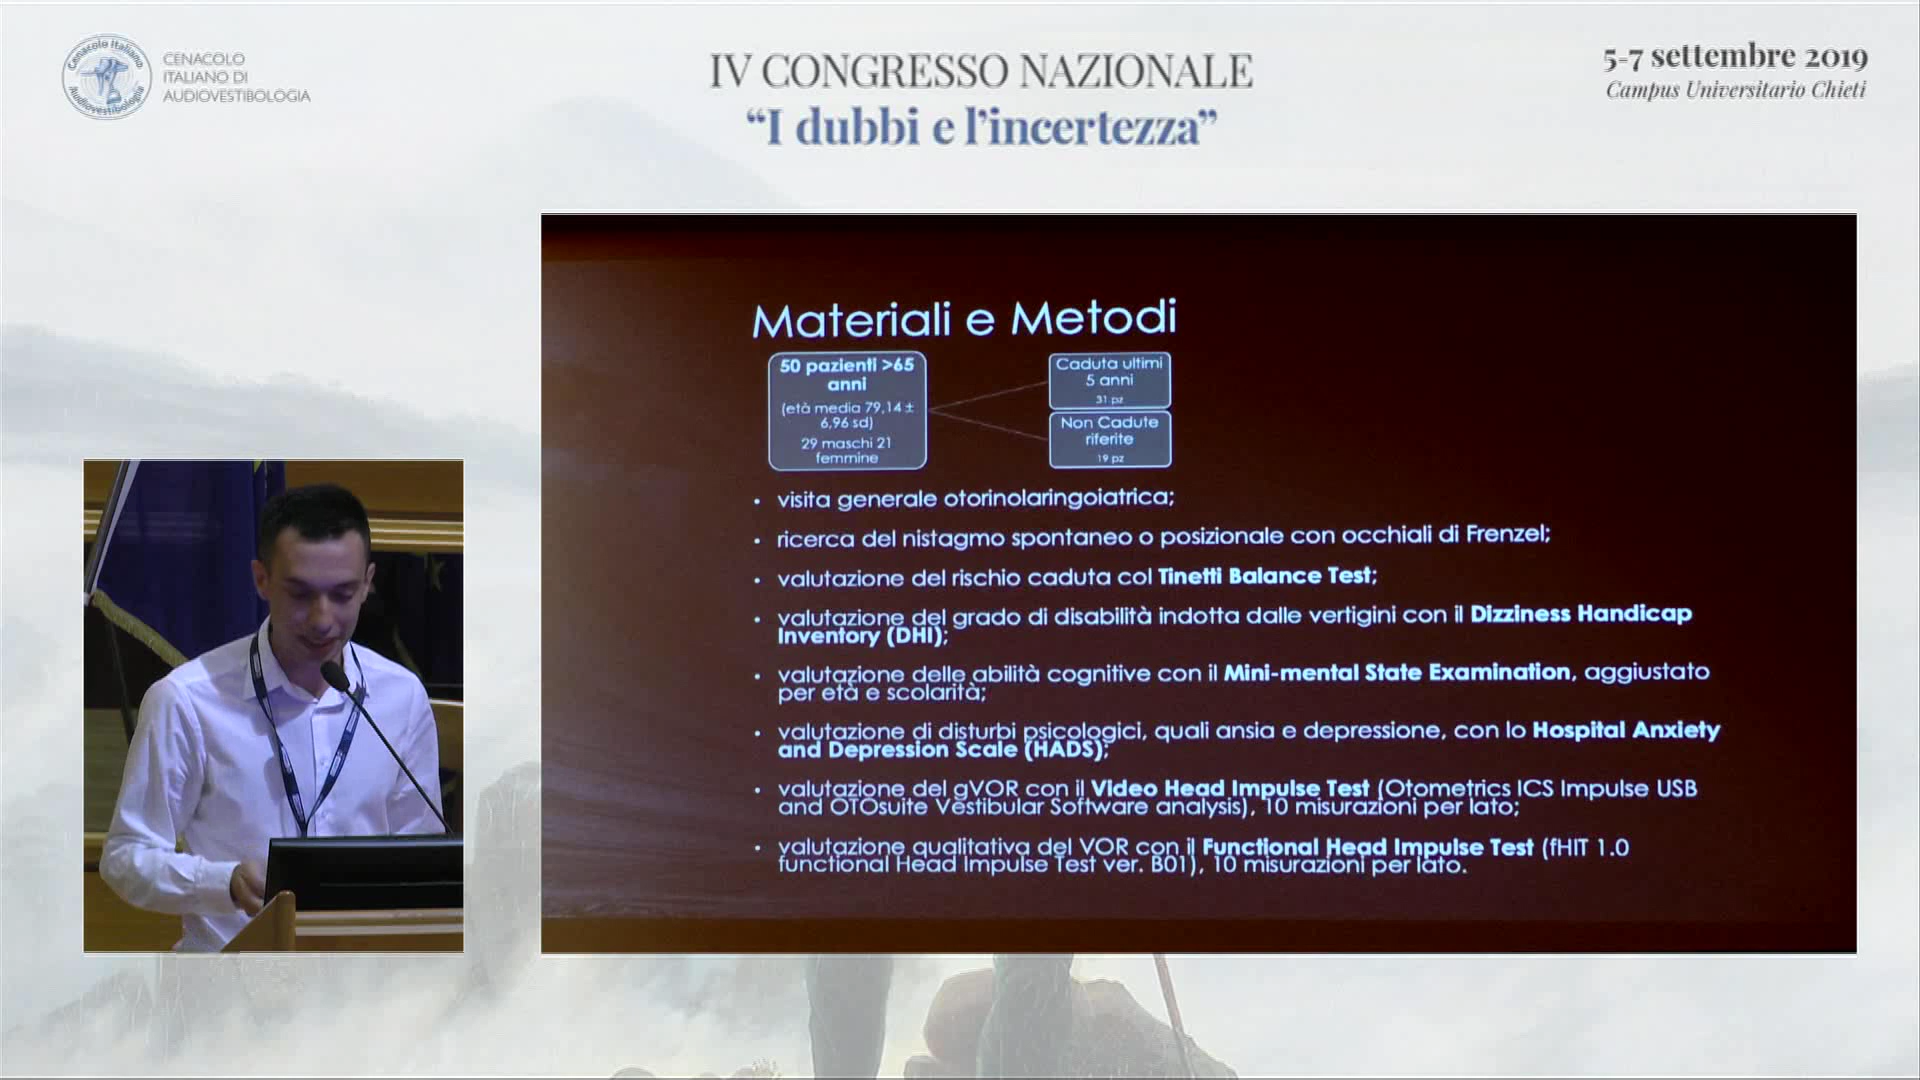 Cenacolo Italiano
Audiovestibologia
CENACOLO
ITALIANO DI
AUDIOVESTIBOLOGIA
IV CONGRESSO NAZIONALE
“I dubbi e l’incertezza”
5-7 settembre 2019
Campus Universitario Chieti
Materiali e Metodi
50 pazienti >65
anni
(età media 79,14 ±
6,96 sd)
29 maschi 21
femmine
Caduta ultimi
5 anni
31 pz
Non Cadute
riferite
19 pz
• visita generale otorinolaringoiatrica;
• ricerca del nistagmo spontaneo o posizionale con occhiali di Frenzel;
• valutazione del rischio caduta col Tinetti Balance Test;
• valutazione del grado di disabilità indotta dalle vertigini con il Dizziness Handicap
Inventory (DHI);
• valutazione delle abilità cognitive con il Mini-mental State Examination, aggiustato
per età e scolarità;
• valutazione di disturbi psicologici, quali ansia e depressione, con lo Hospital Anxiety
and Depression Scale (HADS);
• valutazione del gVOR con il Video Head Impulse Test (Otometrics ICS Impulse USB
and OTOsuite Vestibular Software analysis), 10 misurazioni per lato;
• valutazione qualitativa del VOR con il Functional Head Impulse Test (fHIT 1.0
functional Head Impulse Test ver. B01), 10 misurazioni per lato.